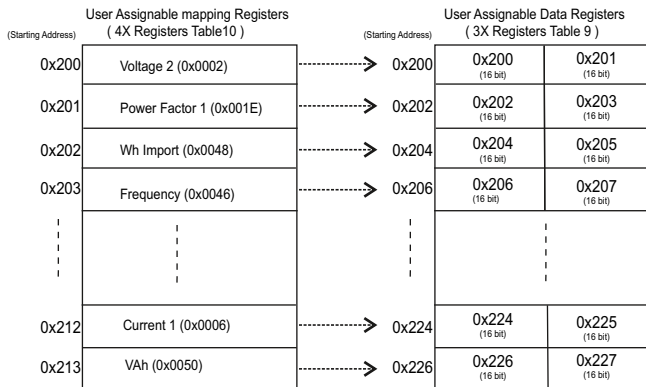 User Assignable mapping Registers
User Assignable Data Registers
(Starting Address) ( 4X Registers Table10 )
(Starting Address) ( 3X Registers Table 9 )
0x200 Voltage 2 (0x0002) 0x200 0x200 0x201
(16 bit) (16 bit)
0x201 Power Factor 1 (0x001E) 0x202 0x202 0x203
(16 bit) (16 bit)
0x202 Wh Import (0x0048) 0x204 0x204 0x205
(16 bit) (16 bit)
0x203 Frequency (0x0046) 0x206 0x206 0x207
(16 bit) (16 bit)
0x212 Current 1 (0x0006) 0x224 0x224 0x225
(16 bit) (16 bit)
0x213 VAh (0x0050) 0x226 0x226 0x227
(16 bit) (16 bit)